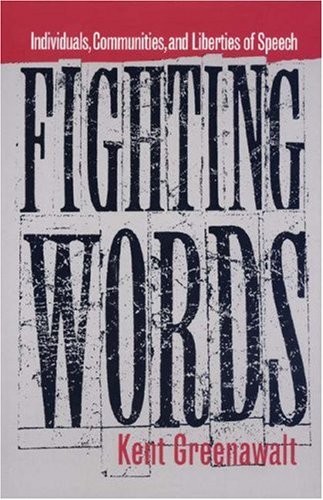 Individuals, Communities, and Liberties of Speech
FIGHTING
WORDS
Kent Greenawalt